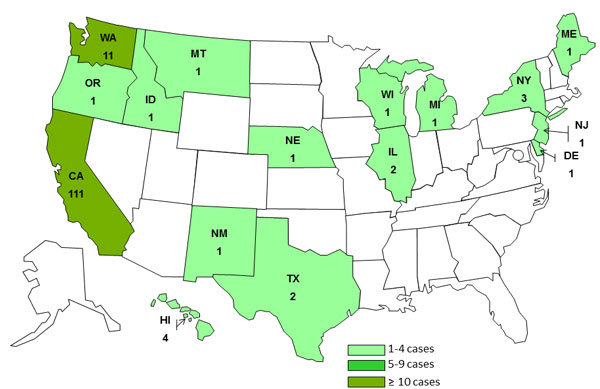 WA
11
MT
1
ME
1
OR
1
ID
1
WI
1
MI
1
NY
3
NJ
1
DE
1
NE
1
IL
2
CA
111
NM
1
TX
2
HI
4
1-4 cases
5-9 cases
≥ 10 cases